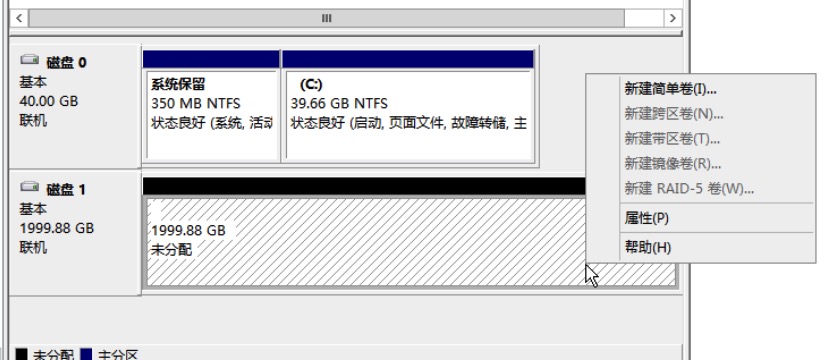 磁盘 0
基本
40.00 GB
联机
系统保留
350 MB NTFS
状态良好 (系统, 活动
(C:)
39.66 GB NTFS
状态良好 (启动, 页面文件, 故障转储, 主
磁盘 1
基本
1999.88 GB
联机
1999.88 GB
未分配
新建简单卷(I)...
新建跨区卷(N)...
新建带区卷(T)...
新建镜像卷(R)...
新建 RAID-5 卷(W)...
属性(P)
帮助(H)
未分配 主分区